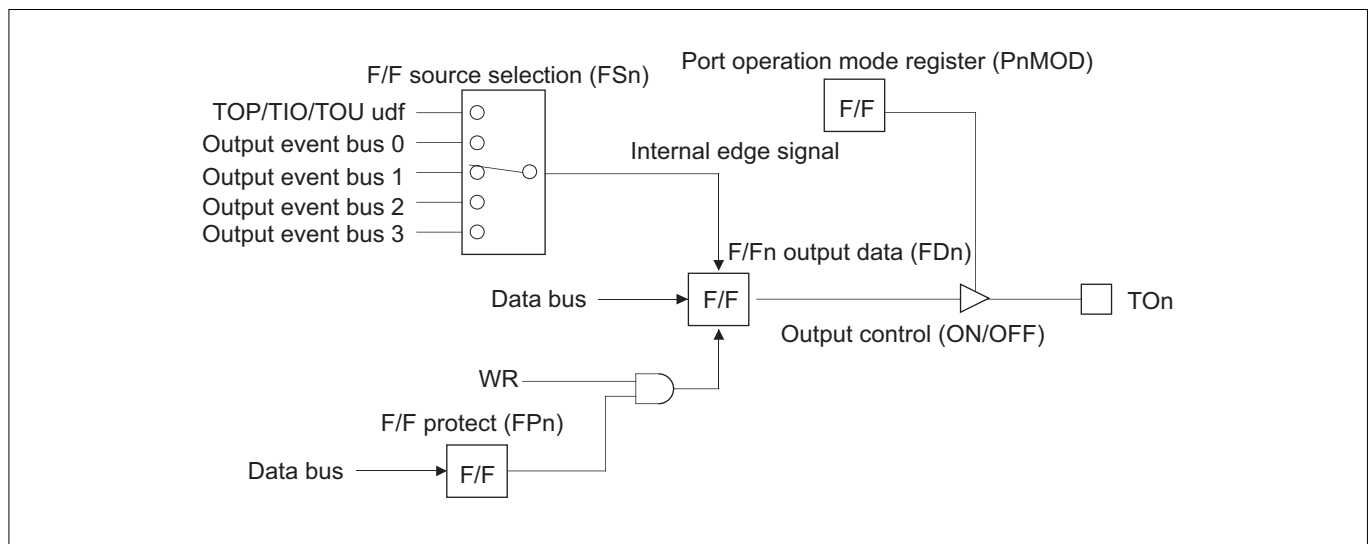 Port operation mode register (PnMOD)
F/F source selection (FSn)
F/F
TOP/TIO/TOU udf
Output event bus 0
Internal edge signal
Output event bus 1
Output event bus 2
Output event bus 3
F/Fn output data (FDn)
Data bus
F/F
TOn
Output control (ON/OFF)
WR
F/F protect (FPn)
Data bus
F/F